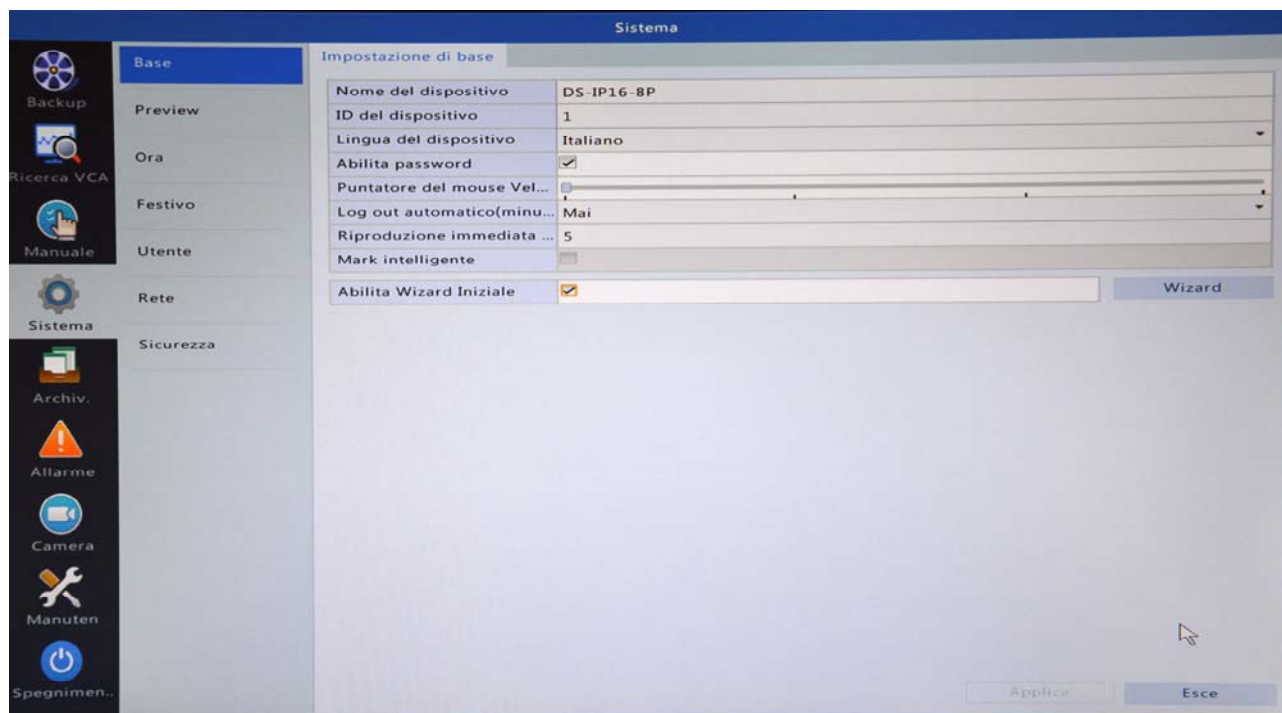 Sistema
Backup
Ricerca VCA
Manuale
Sistema
Archiv.
Allarme
Camera
Manuten
Spegnimen..
Base
Preview
Ora
Festivo
Utente
Rete
Sicurezza
Impostazione di base
Nome del dispositivo DS-IP16-8P
ID del dispositivo 1
Lingua del dispositivo Italiano
Abilita password
Puntatore del mouse Vel...
Log out automatico(minu... Mai
Riproduzione immediata ... 5
Mark intelligente
Abilita Wizard Iniziale Wizard
Applica Esce